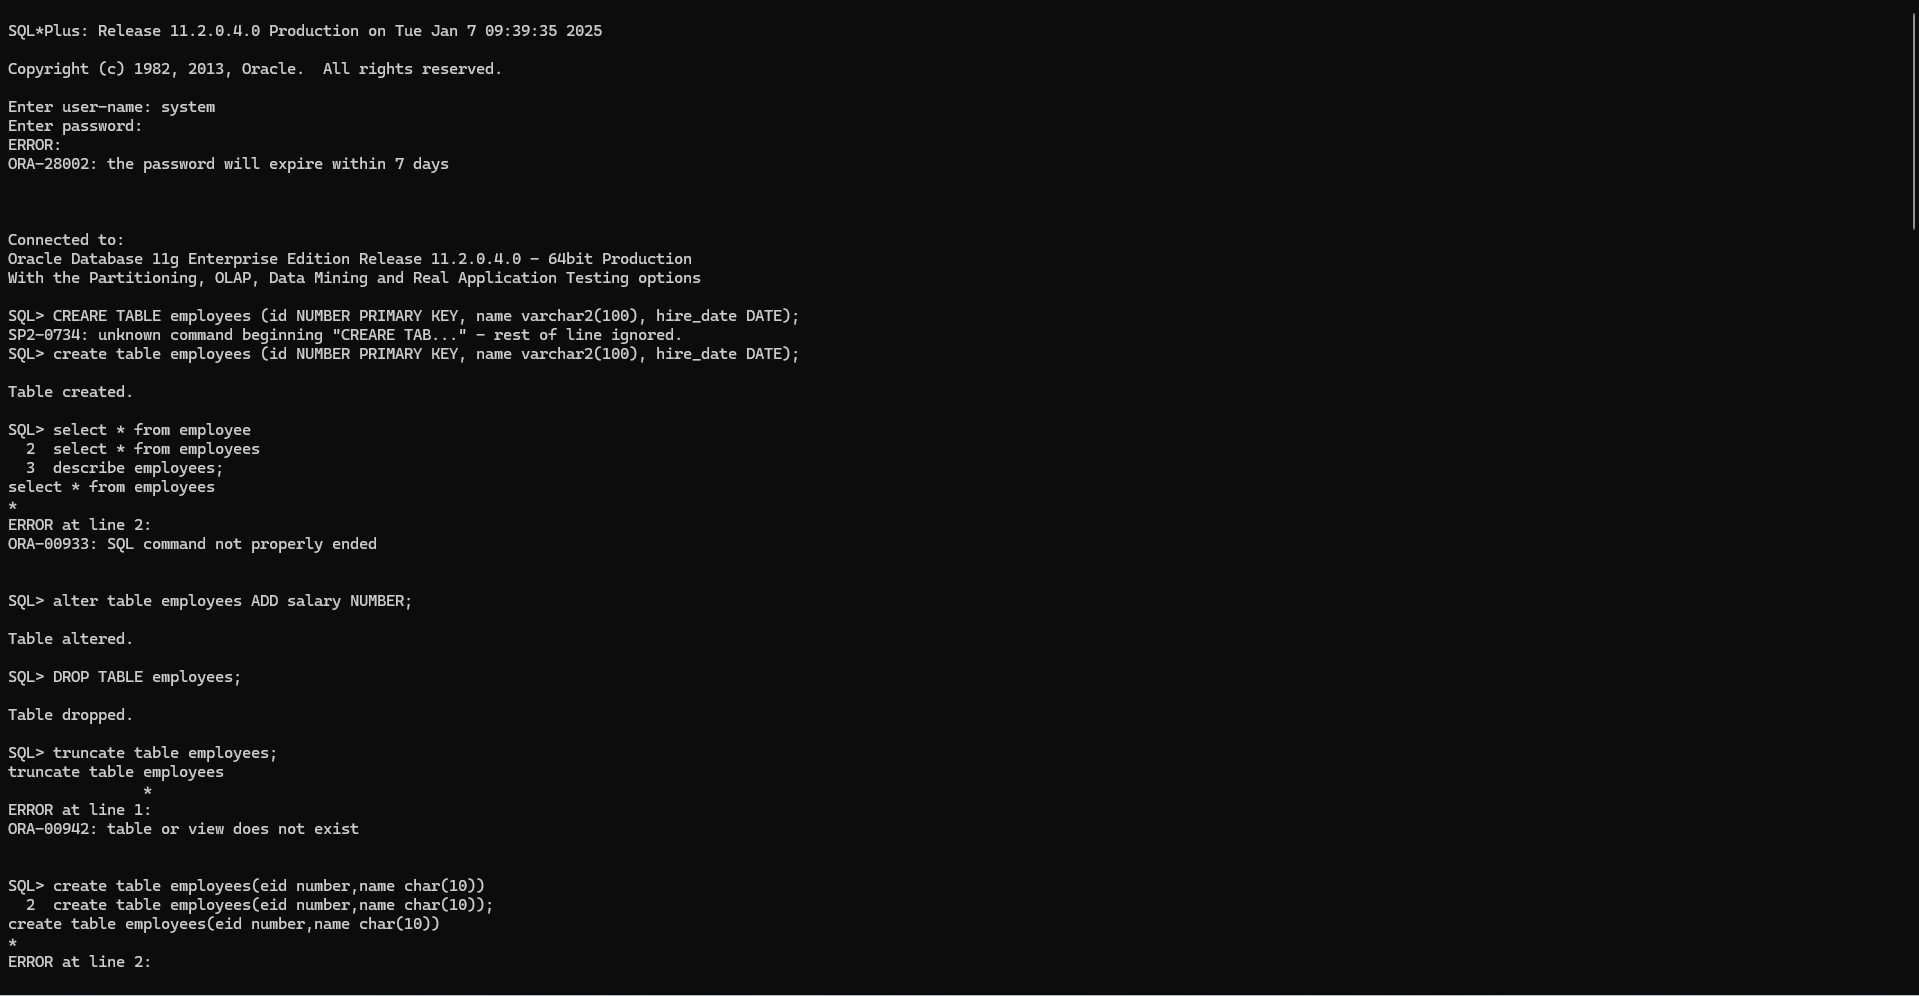 SQL*Plus: Release 11.2.0.4.0 Production on Tue Jan 7 09:39:35 2025
Copyright (c) 1982, 2013, Oracle.  All rights reserved.
Enter user-name: system
Enter password:
ERROR:
ORA-28002: the password will expire within 7 days
Connected to:
Oracle Database 11g Enterprise Edition Release 11.2.0.4.0 - 64bit Production
With the Partitioning, OLAP, Data Mining and Real Application Testing options
SQL> CREARE TABLE employees (id NUMBER PRIMARY KEY, name varchar2(100), hire_date DATE);
SP2-0734: unknown command beginning "CREARE TAB..." - rest of line ignored.
SQL> create table employees (id NUMBER PRIMARY KEY, name varchar2(100), hire_date DATE);
Table created.
SQL> select * from employee
  2  select * from employees
  3  describe employees;
select * from employees
*
ERROR at line 2:
ORA-00933: SQL command not properly ended
SQL> alter table employees ADD salary NUMBER;
Table altered.
SQL> DROP TABLE employees;
Table dropped.
SQL> truncate table employees;
truncate table employees
               *
ERROR at line 1:
ORA-00942: table or view does not exist
SQL> create table employees(eid number,name char(10))
  2  create table employees(eid number,name char(10));
create table employees(eid number,name char(10))
*
ERROR at line 2: